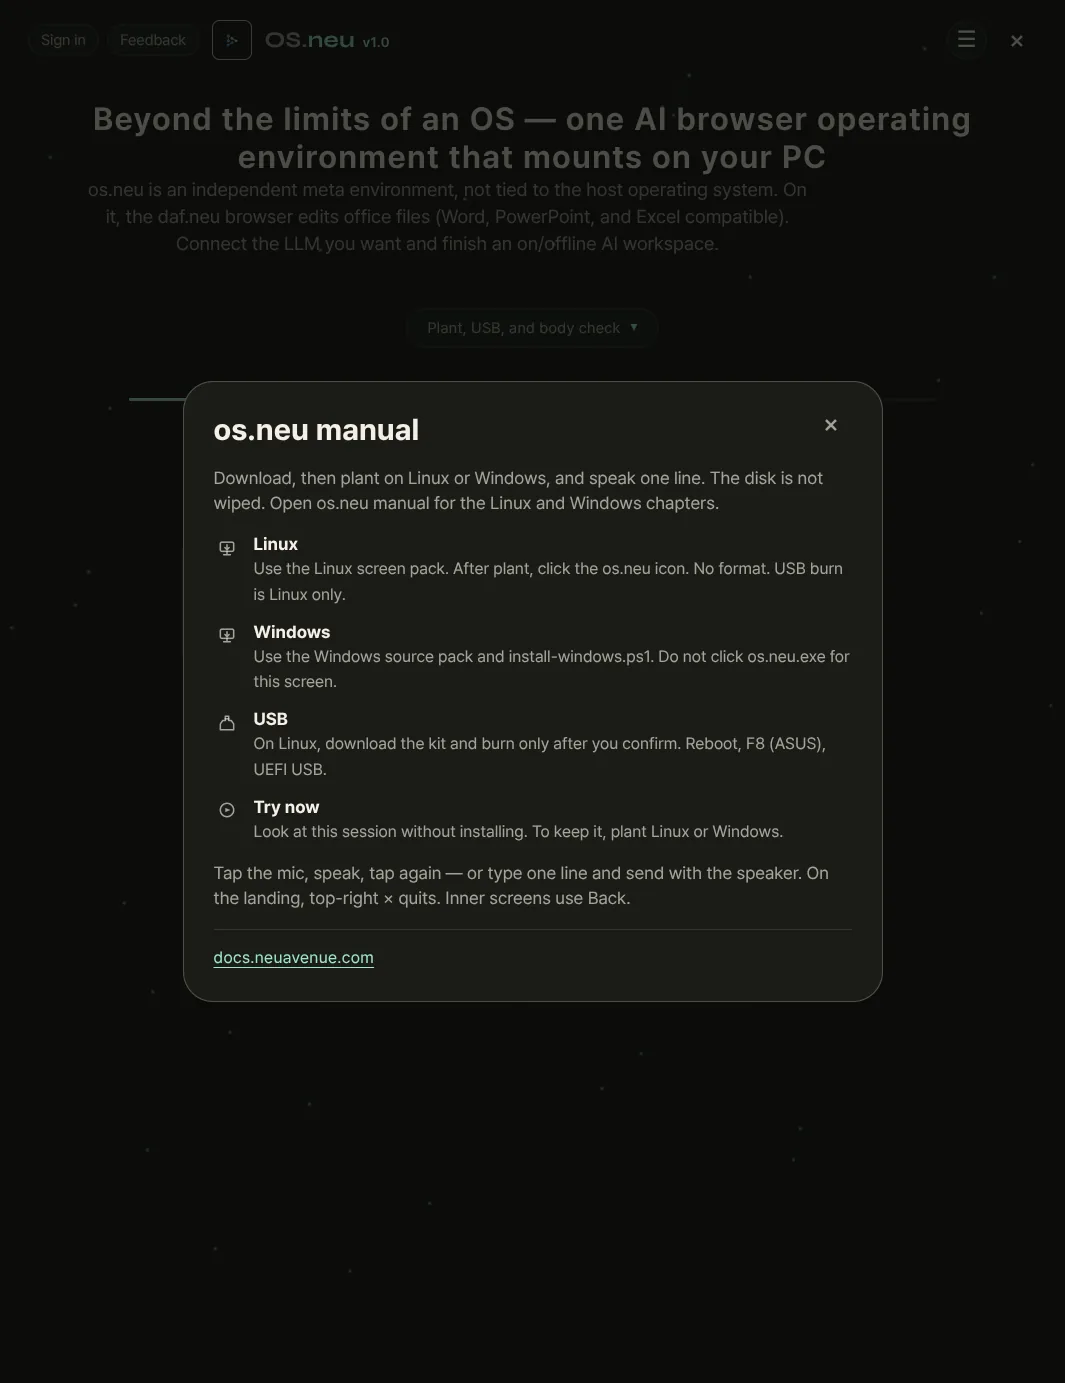 Sign in
Feedback
OS.neu v1.0
☰
×
Beyond the limits of an OS — one AI browser operating
environment that mounts on your PC
os.neu is an independent meta environment, not tied to the host operating system. On
it, the daf.neu browser edits office files (Word, PowerPoint, and Excel compatible).
Connect the LLM you want and finish an on/offline AI workspace.
Plant, USB, and body check ▼
os.neu manual
×
Download, then plant on Linux or Windows, and speak one line. The disk is not
wiped. Open os.neu manual for the Linux and Windows chapters.
Linux
Use the Linux screen pack. After plant, click the os.neu icon. No format. USB burn
is Linux only.
Windows
Use the Windows source pack and install-windows.ps1. Do not click os.neu.exe for
this screen.
USB
On Linux, download the kit and burn only after you confirm. Reboot, F8 (ASUS),
UEFI USB.
Try now
Look at this session without installing. To keep it, plant Linux or Windows.
Tap the mic, speak, tap again — or type one line and send with the speaker. On
the landing, top-right × quits. Inner screens use Back.
docs.neuavenue.com